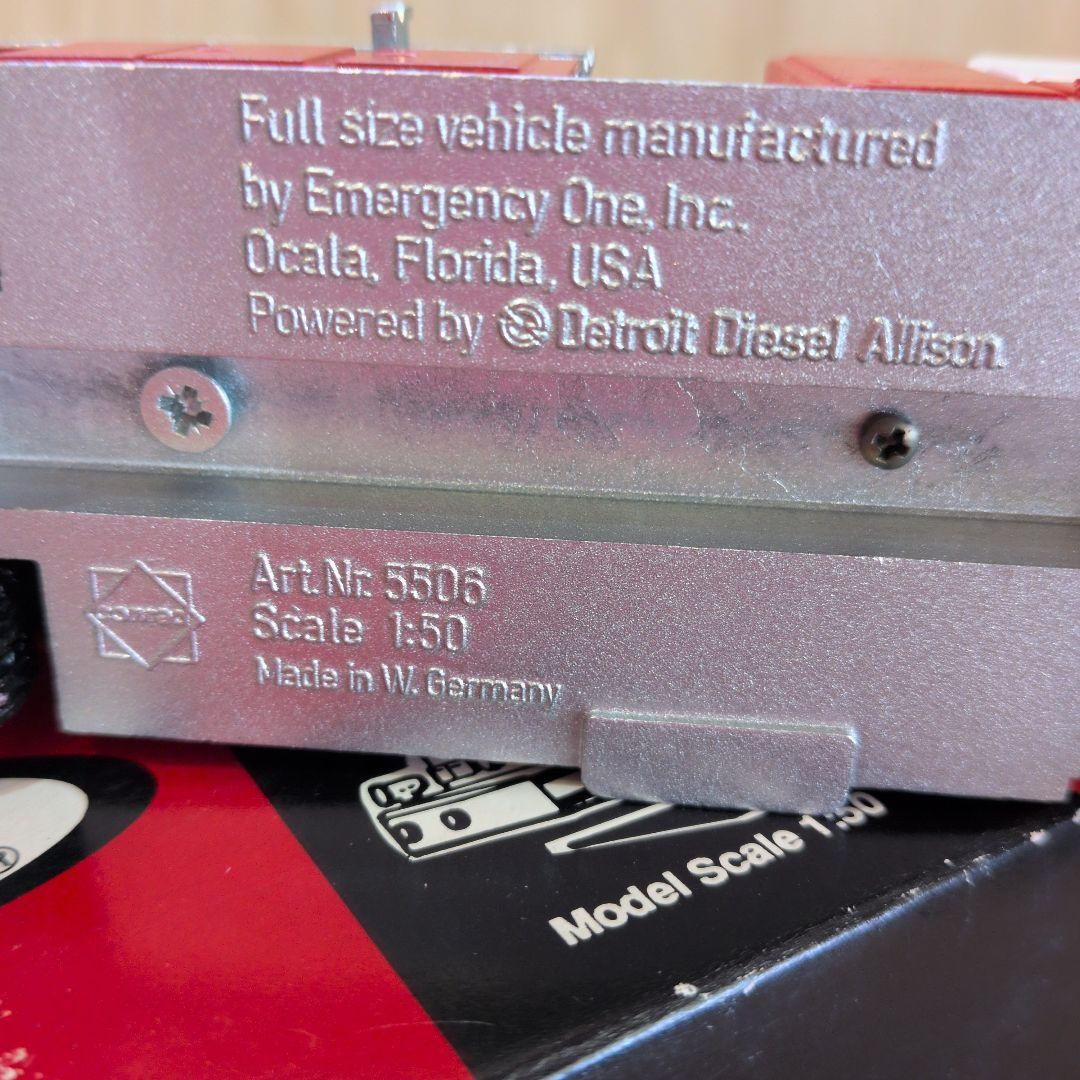 Full size vehicle manufactured
by Emergency One, Inc.
Ocala, Florida, USA
Powered by Detroit Diesel Allison.
Art.Nr. 5506
Scale 1:50
Made in W. Germany
Model Scale 1:50
®